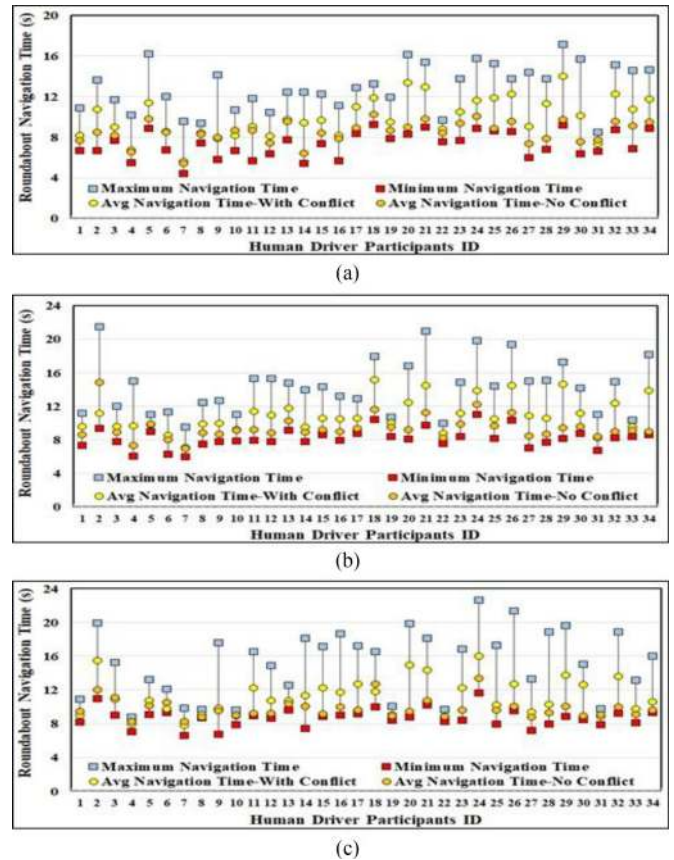 Roundabout Navigation Time (s)
20
16
12
8
4
0
Maximum Navigation Time
Minimum Navigation Time
Avg Navigation Time-With Conflict
Avg Navigation Time-No Conflict
1 2 3 4 5 6 7 8 9 10 11 12 13 14 15 16 17 18 19 20 21 22 23 24 25 26 27 28 29 30 31 32 33 34
Human Driver Participants ID
(a)
Roundabout Navigation Time (s)
24
20
16
12
8
4
0
Maximum Navigation Time
Minimum Navigation Time
Avg Navigation Time-With Conflict
Avg Navigation Time-No Conflict
1 2 3 4 5 6 7 8 9 10 11 12 13 14 15 16 17 18 19 20 21 22 23 24 25 26 27 28 29 30 31 32 33 34
Human Driver Participants ID
(b)
Roundabout Navigation Time (s)
24
20
16
12
8
4
0
Maximum Navigation Time
Minimum Navigation Time
Avg Navigation Time-With Conflict
Avg Navigation Time-No Conflict
1 2 3 4 5 6 7 8 9 10 11 12 13 14 15 16 17 18 19 20 21 22 23 24 25 26 27 28 29 30 31 32 33 34
Human Driver Participants ID
(c)